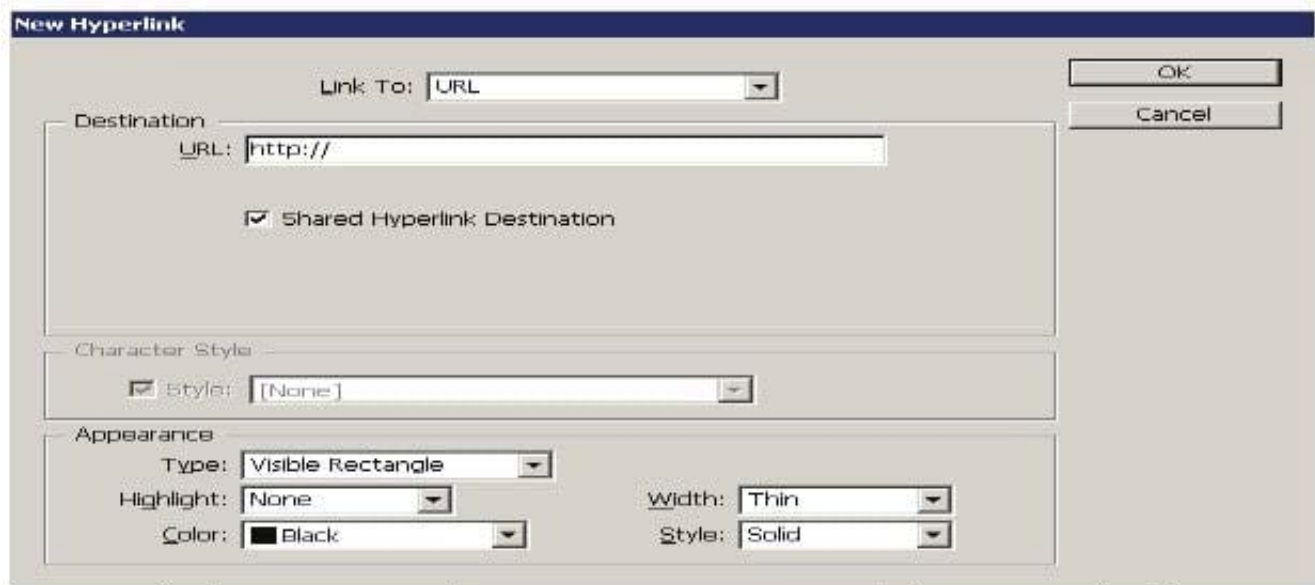 New Hyperlink
Link To: URL
OK
Cancel
Destination
URL: http://
Shared Hyperlink Destination
Character Style
Style: [None]
Appearance
Type: Visible Rectangle
Highlight: None
Width: Thin
Color: Black
Style: Solid